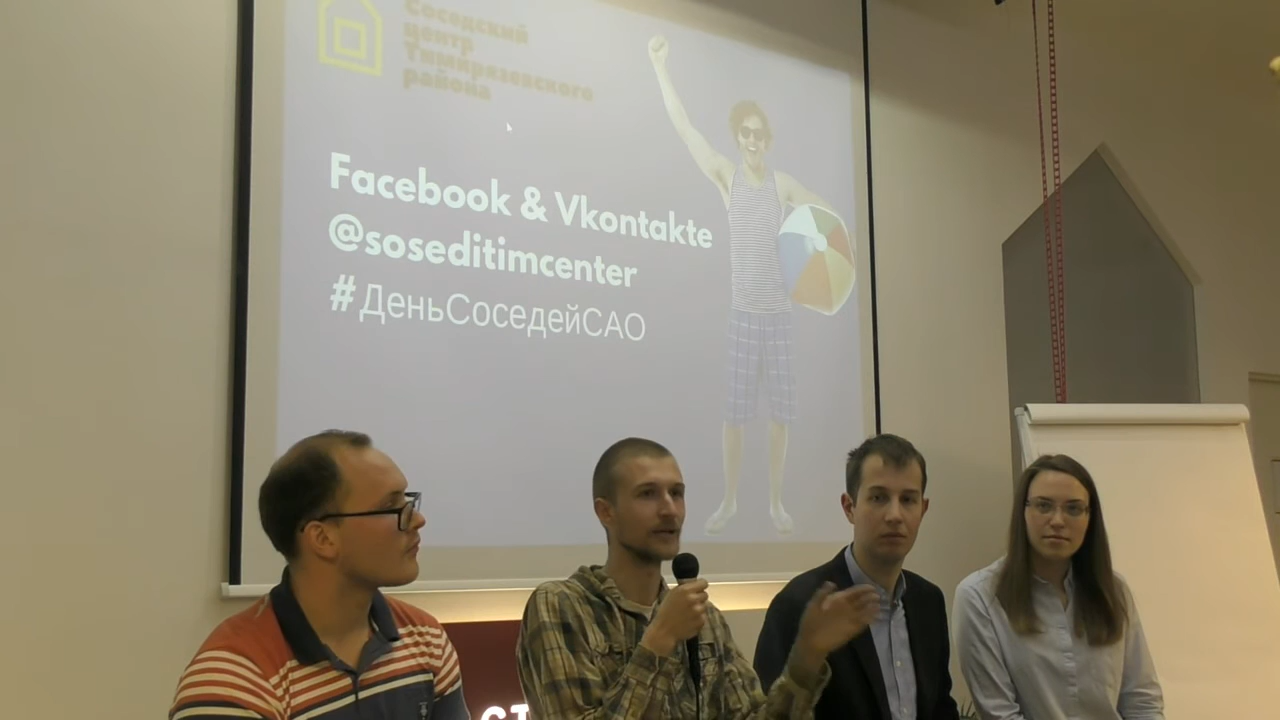 Соседский
центр
Тимирязевского
района
Facebook & Vkontakte
@soseditimcenter
#ДеньСоседейСАО